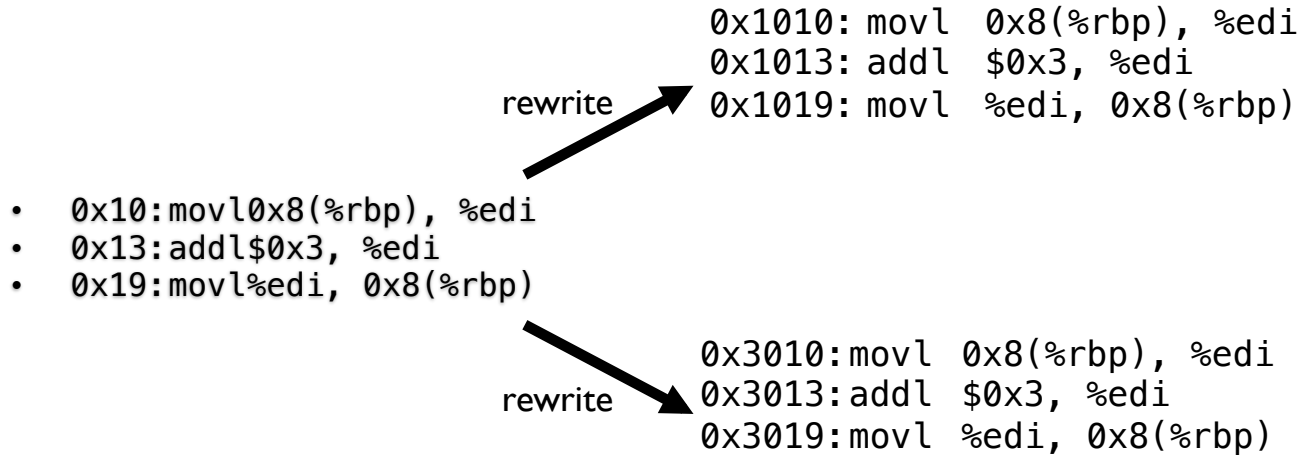 0x1010: movl 0x8(%rbp), %edi
0x1013: addl $0x3, %edi
rewrite
0x1019: movl %edi, 0x8(%rbp)
• 0x10:movl0x8(%rbp), %edi
• 0x13:addl$0x3, %edi
• 0x19:movl%edi, 0x8(%rbp)
0x3010:movl 0x8(%rbp), %edi
0x3013:addl $0x3, %edi
rewrite
0x3019:movl %edi, 0x8(%rbp)